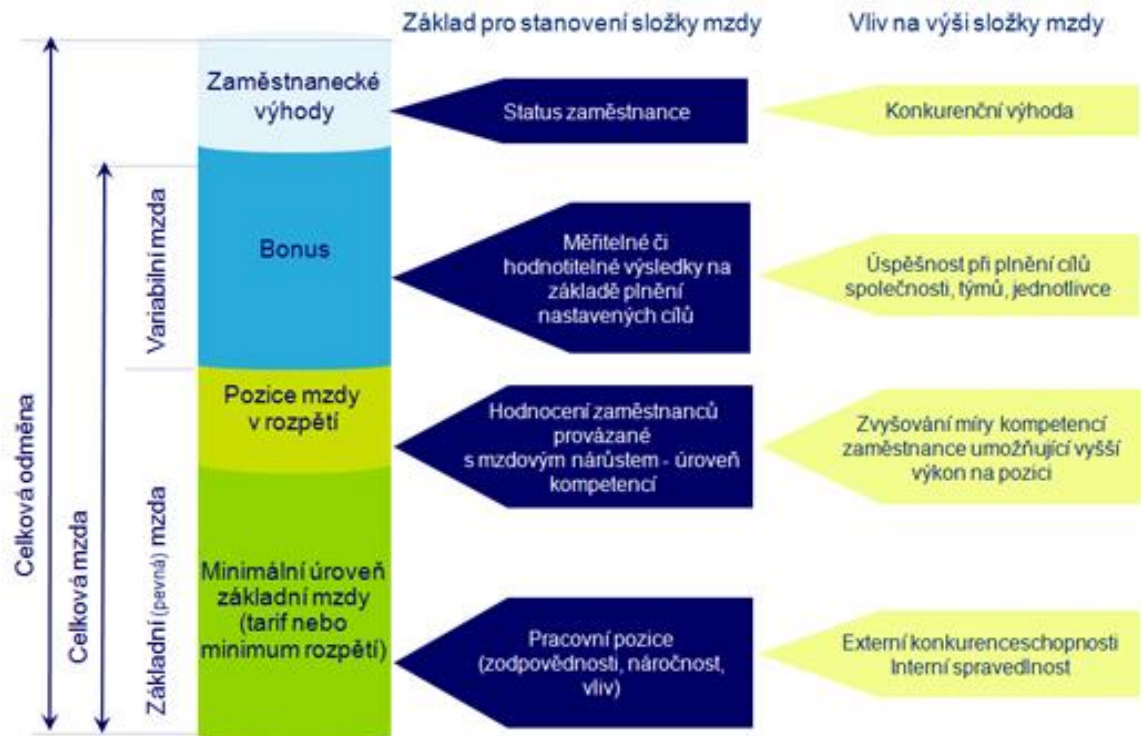 Základ pro stanovení složky mzdy
Vliv na výši složky mzdy
Zaměstnanecké
výhody
Status zaměstnance
Konkurenční výhoda
Bonus
Měřitelné či
hodnotitelné výsledky na
základě plnění
nastavených cílů
Úspěšnost při plnění cílů
společnosti, týmů, jednotlivce
Pozice mzdy
v rozpětí
Hodnocení zaměstnanců
provázané
s mzdovým nárůstem - úroveň
kompetencí
Zvyšování míry kompetencí
zaměstnance umožňující vyšší
výkon na pozici
Minimální úroveň
základní mzdy
(tarif nebo
minimum rozpětí)
Pracovní pozice
(zodpovědnosti, náročnost,
vliv)
Externí konkurenceschopnosti
Interní spravedlnost
Celková odměna
Celková mzda
Variabilní mzda
Základní (pevná) mzda